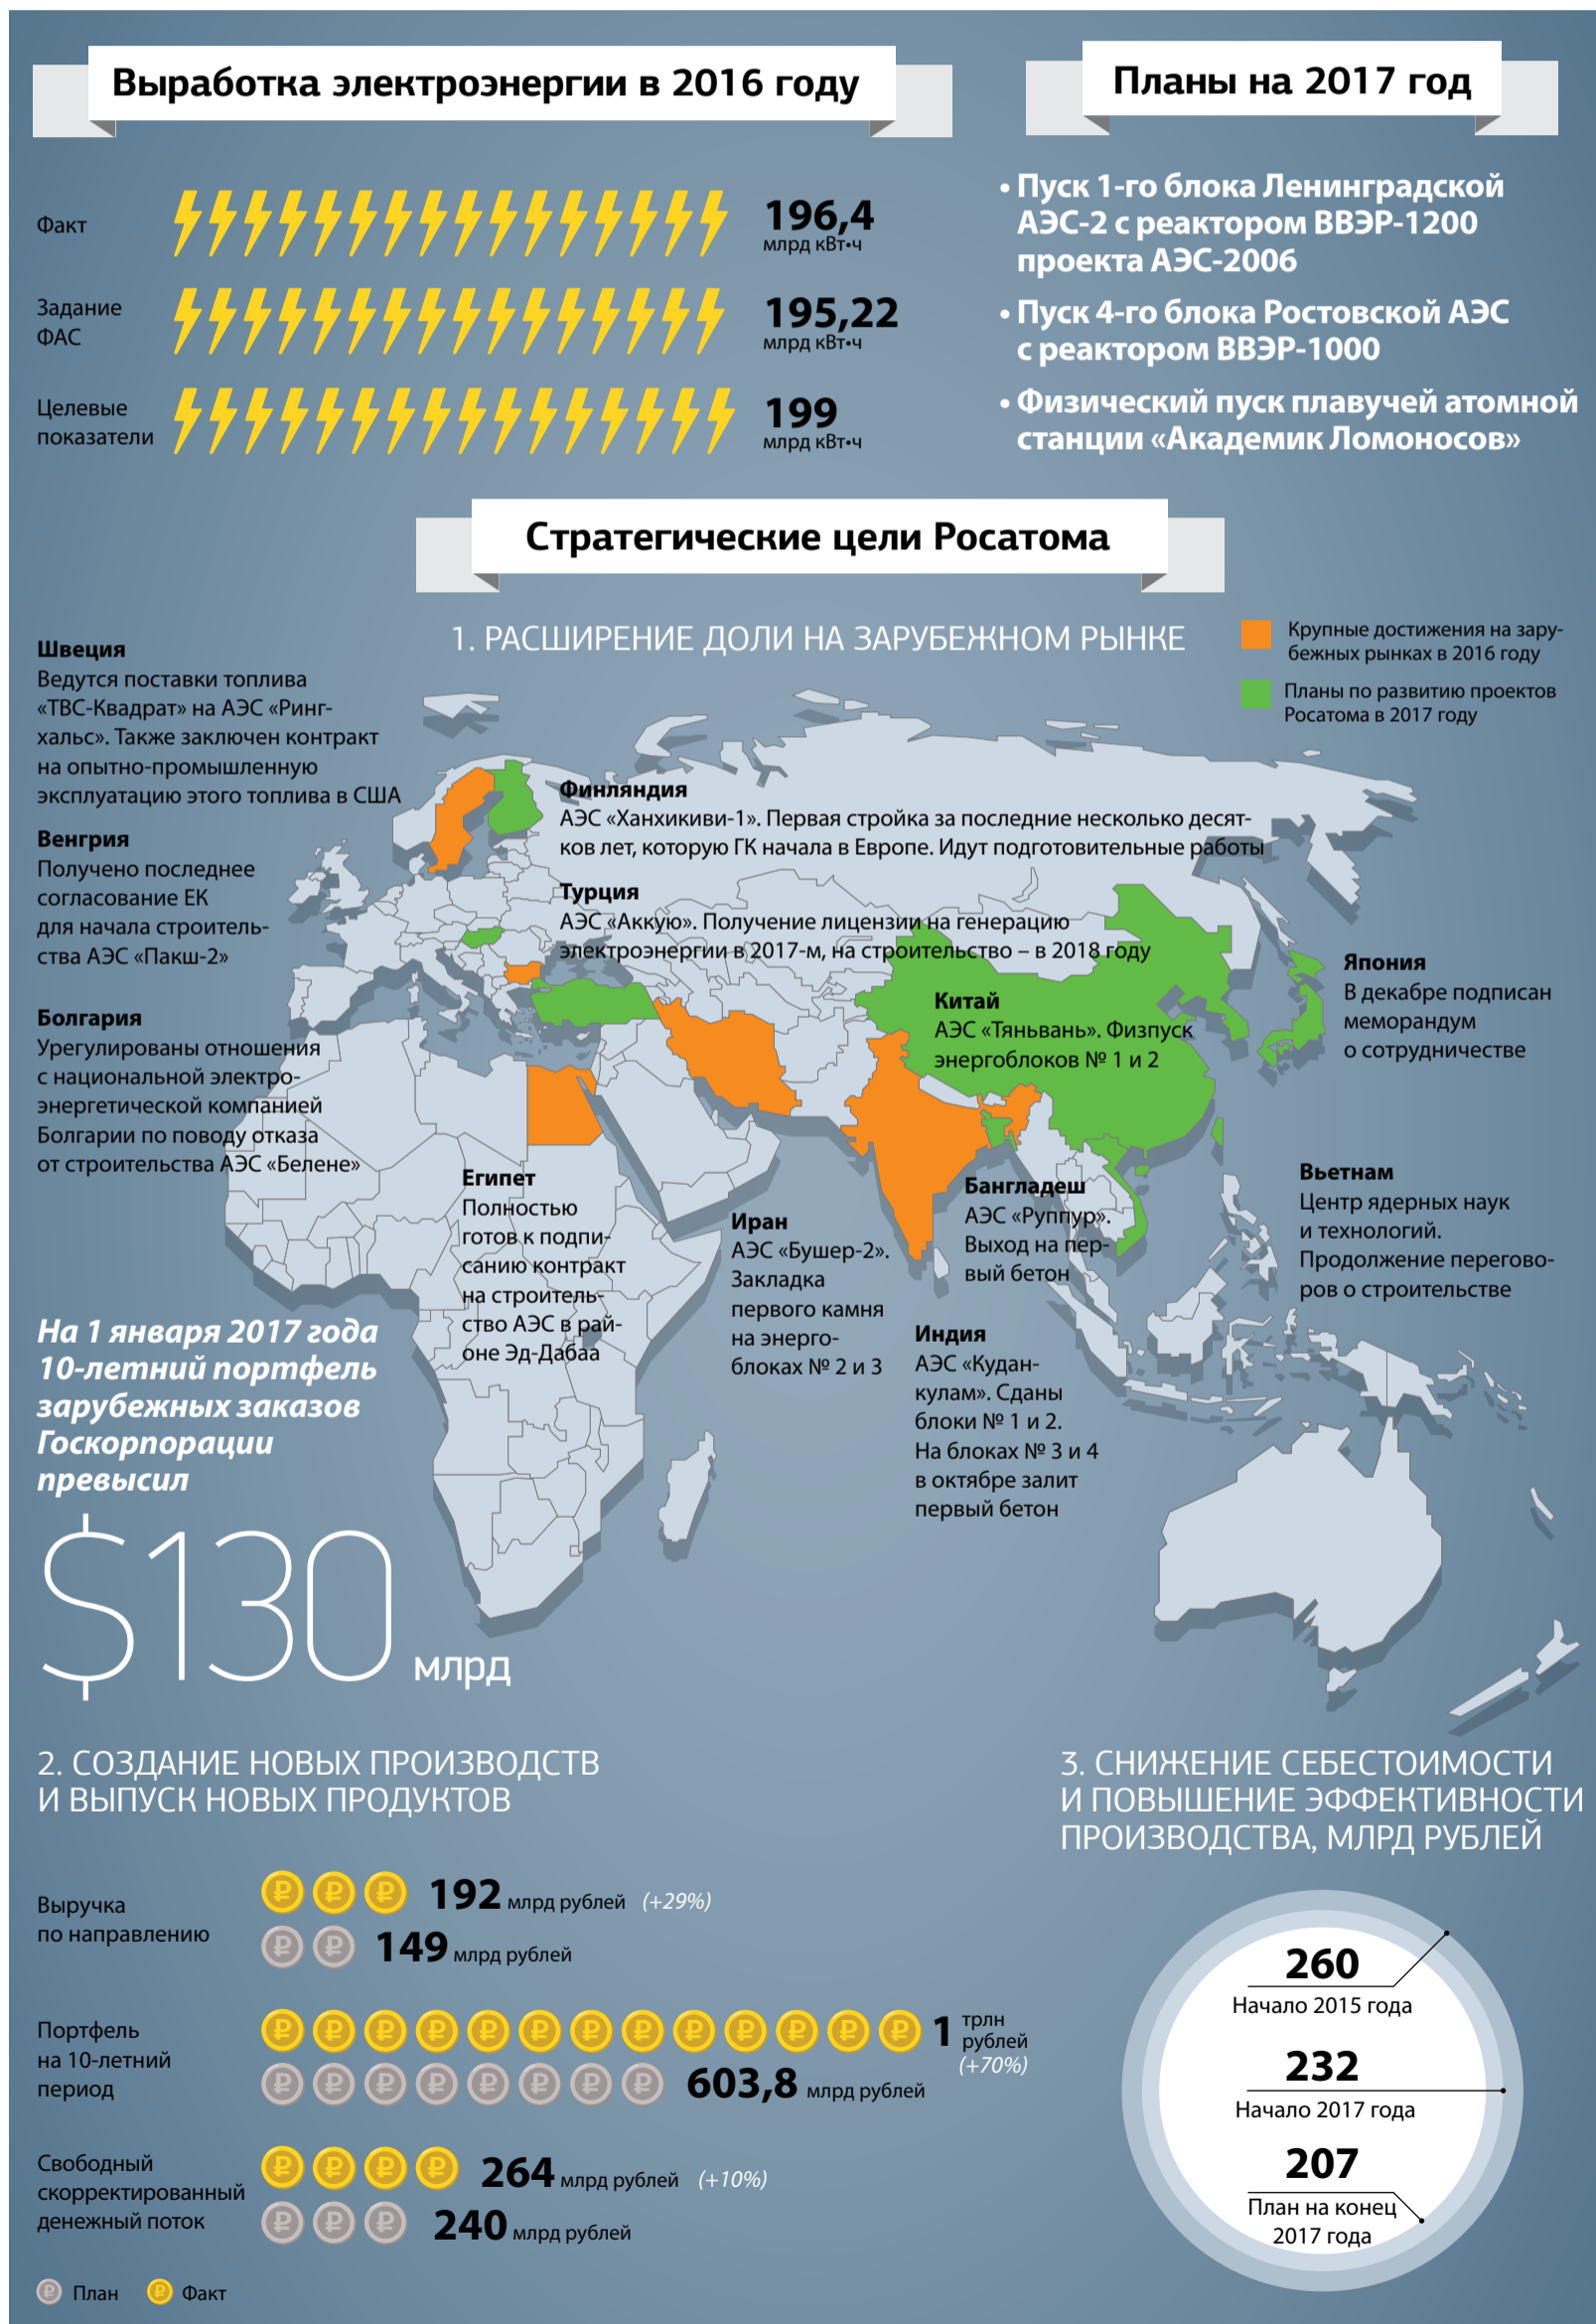 Выработка электроэнергии в 2016 году
Факт
196,4
млрд кВт•ч
Задание
ФАС
195,22
млрд кВт•ч
Целевые
показатели
199
млрд кВт•ч
Планы на 2017 год
• Пуск 1-го блока Ленинградской
АЭС-2 с реактором ВВЭР-1200
проекта АЭС-2006
• Пуск 4-го блока Ростовской АЭС
с реактором ВВЭР-1000
• Физический пуск плавучей атомной
станции «Академик Ломоносов»
Стратегические цели Росатома
1. РАСШИРЕНИЕ ДОЛИ НА ЗАРУБЕЖНОМ РЫНКЕ
Крупные достижения на зару-
бежных рынках в 2016 году
Планы по развитию проектов
Росатома в 2017 году
Швеция
Ведутся поставки топлива
«ТВС-Квадрат» на АЭС «Ринг-
хальс». Также заключен контракт
на опытно-промышленную
эксплуатацию этого топлива в США
Венгрия
Получено последнее
согласование ЕК
для начала строитель-
ства АЭС «Пакш-2»
Болгария
Урегулированы отношения
с национальной электро-
энергетической компанией
Болгарии по поводу отказа
от строительства АЭС «Белене»
Финляндия
АЭС «Ханхикиви-1». Первая стройка за последние несколько десят-
ков лет, которую ГК начала в Европе. Идут подготовительные работы
Турция
АЭС «Аккую». Получение лицензии на генерацию
электроэнергии в 2017-м, на строительство – в 2018 году
Китай
АЭС «Тяньвань». Физпуск
энергоблоков № 1 и 2
Япония
В декабре подписан
меморандум
о сотрудничестве
Египет
Полностью
готов к подпи-
санию контракт
на строитель-
ство АЭС в рай-
оне Эд-Дабаа
Иран
АЭС «Бушер-2».
Закладка
первого камня
на энерго-
блоках № 2 и 3
Бангладеш
АЭС «Руппур».
Выход на пер-
вый бетон
Индия
АЭС «Кудан-
кулам». Сданы
блоки № 1 и 2.
На блоках № 3 и 4
в октябре залит
первый бетон
Вьетнам
Центр ядерных наук
и технологий.
Продолжение перегово-
ров о строительстве
На 1 января 2017 года
10-летний портфель
зарубежных заказов
Госкорпорации
превысил
$130 млрд
2. СОЗДАНИЕ НОВЫХ ПРОИЗВОДСТВ
И ВЫПУСК НОВЫХ ПРОДУКТОВ
Выручка
по направлению
192 млрд рублей (+29%)
149 млрд рублей
Портфель
на 10-летний
период
1 трлн
рублей
(+70%)
603,8 млрд рублей
Свободный
скорректированный
денежный поток
264 млрд рублей (+10%)
240 млрд рублей
План
Факт
3. СНИЖЕНИЕ СЕБЕСТОИМОСТИ
И ПОВЫШЕНИЕ ЭФФЕКТИВНОСТИ
ПРОИЗВОДСТВА, МЛРД РУБЛЕЙ
260
Начало 2015 года
232
Начало 2017 года
207
План на конец
2017 года